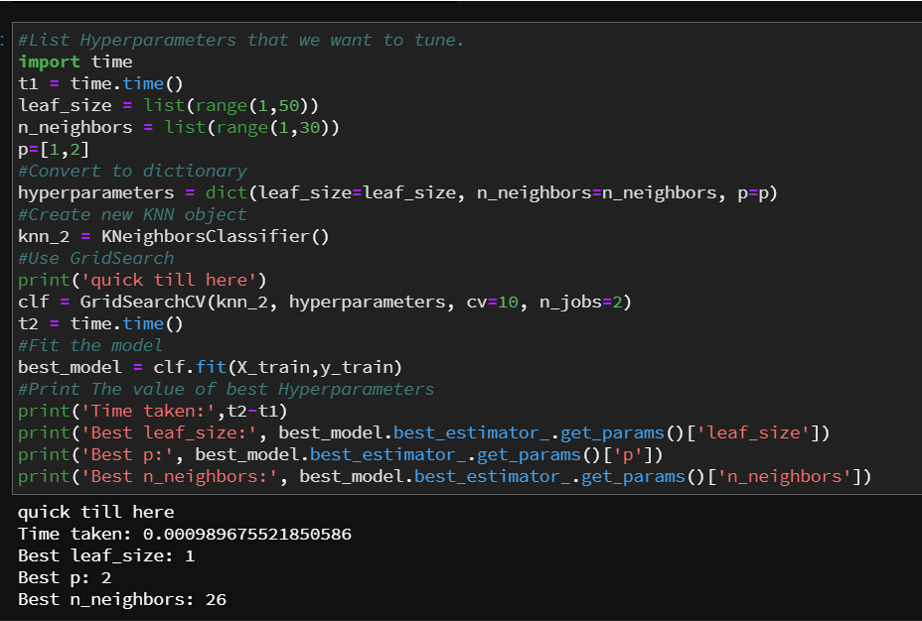 :
#List Hyperparameters that we want to tune.
import time
t1 = time.time()
leaf_size = list(range(1,50))
n_neighbors = list(range(1,30))
p=[1,2]
#Convert to dictionary
hyperparameters = dict(leaf_size=leaf_size, n_neighbors=n_neighbors, p=p)
#Create new KNN object
knn_2 = KNeighborsClassifier()
#Use GridSearch
print('quick till here')
clf = GridSearchCV(knn_2, hyperparameters, cv=10, n_jobs=2)
t2 = time.time()
#Fit the model
best_model = clf.fit(X_train,y_train)
#Print The value of best Hyperparameters
print('Time taken:',t2-t1)
print('Best leaf_size:', best_model.best_estimator_.get_params()['leaf_size'])
print('Best p:', best_model.best_estimator_.get_params()['p'])
print('Best n_neighbors:', best_model.best_estimator_.get_params()['n_neighbors'])
quick till here
Time taken: 0.000989675521850586
Best leaf_size: 1
Best p: 2
Best n_neighbors: 26